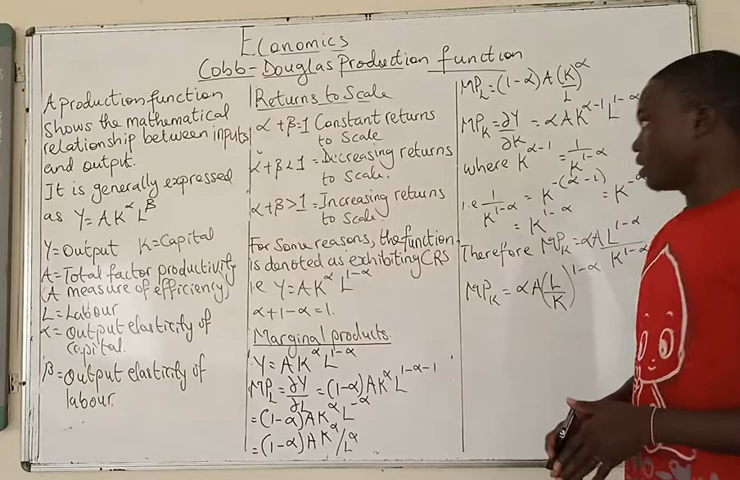 Economics
Cobb-Douglas Production function
A production function
shows the mathematical
relationship between inputs
and output.
It is generally expressed
as Y=AK^α L^β
Y=Output K=Capital
A=Total factor productivity
(A measure of efficiency)
L=Labour
α=Output elasticity of
capital.
β=Output elasticity of
labour.
Returns to Scale
α+β=1 Constant returns
to Scale
α+β<1=Decreasing returns
to Scale.
α+β>1=Increasing returns
to Scale.
For Some reasons, the function
is denoted as exhibiting CRS
i.e Y=AK^α L^(1-α)
α+1-α=1.
Marginal products
Y=AK^α L^(1-α)
MP_L=∂Y/∂L=(1-α)AK^α L^(1-α-1)
=(1-α)AK^α L^(-α)
=(1-α)AK^α/L^α
MP_L=(1-α)A(K/L)^α
MP_K=∂Y/∂K=αAK^(α-1)L^(1-α)
where K^(α-1)=1/K^(1-α)
i.e 1/K^(1-α)=K^(-(α-1))=K^-α
=K^(1-α)
Therefore MP_K=αAL^(1-α)/K^(1-α)
MP_K=αA(L/K)^(1-α)